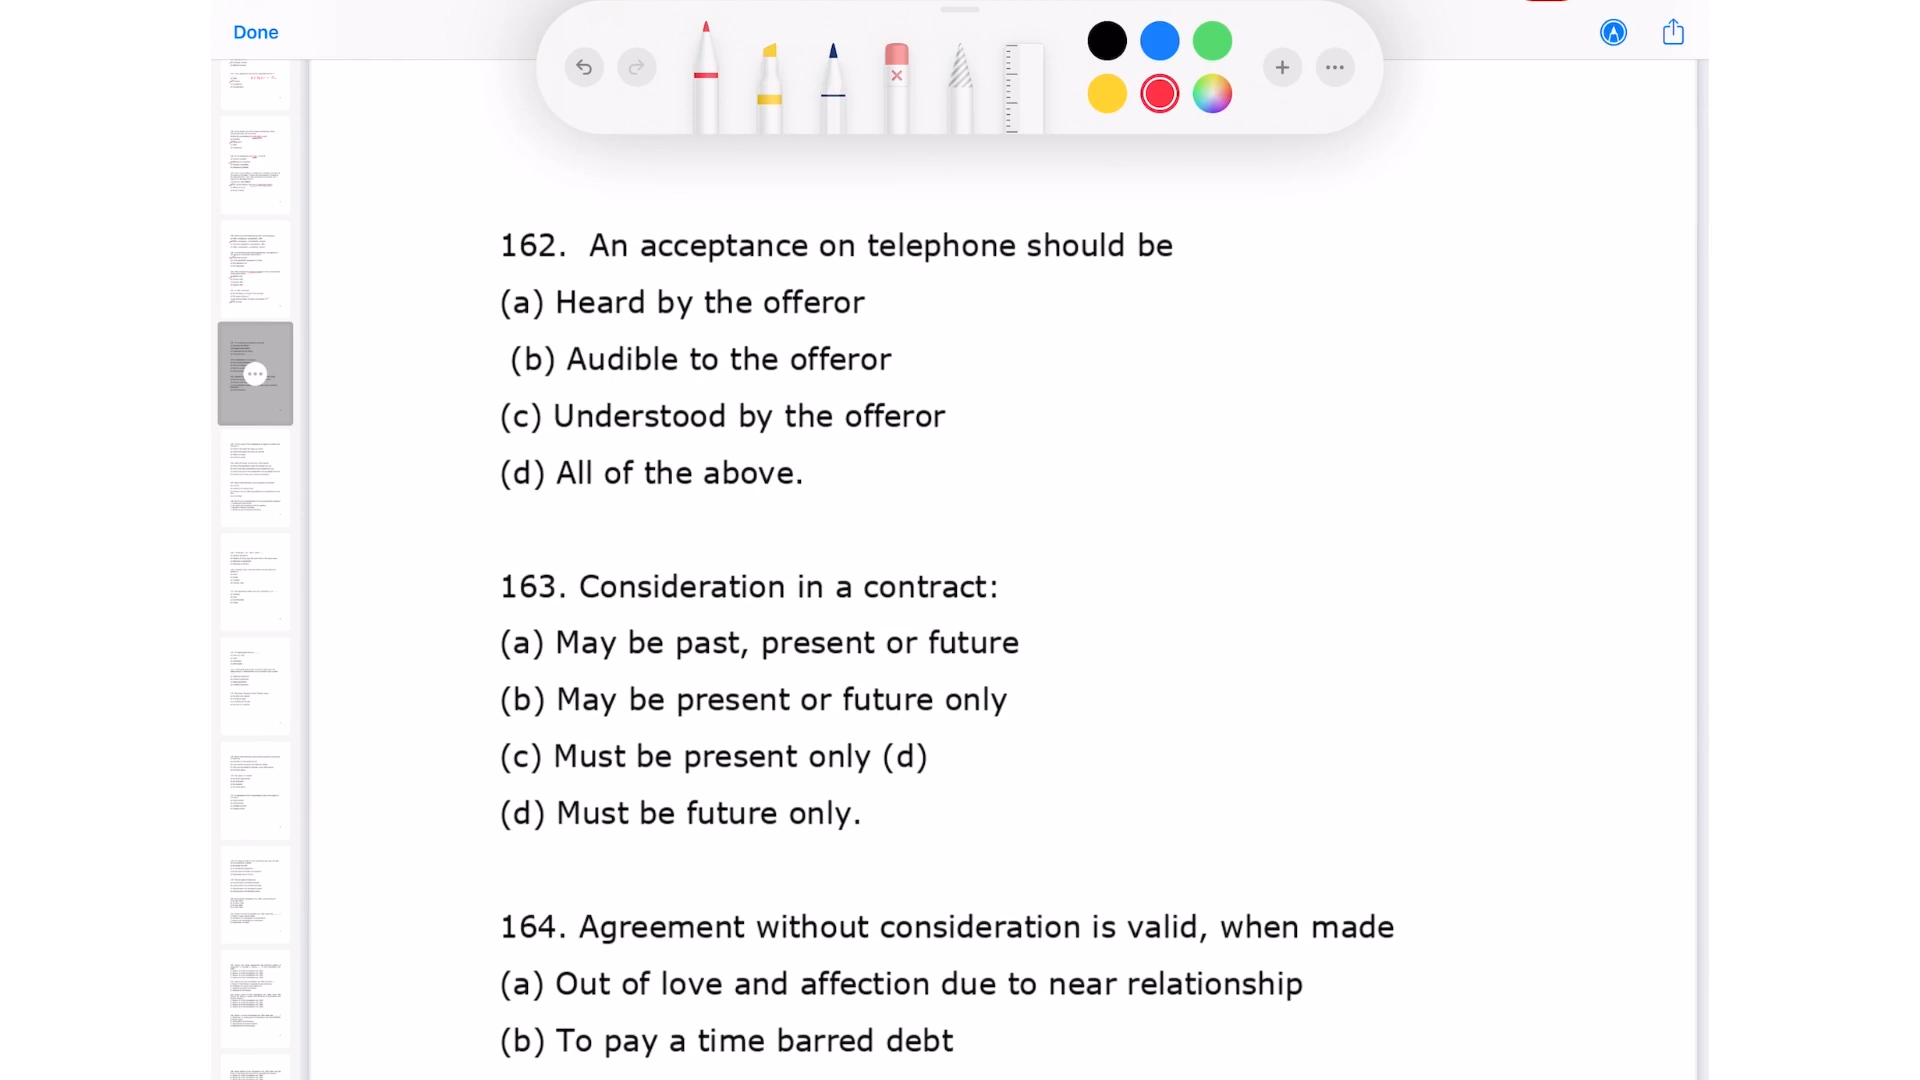 Done
162. An acceptance on telephone should be
(a) Heard by the offeror
(b) Audible to the offeror
(c) Understood by the offeror
(d) All of the above.
163. Consideration in a contract:
(a) May be past, present or future
(b) May be present or future only
(c) Must be present only (d)
(d) Must be future only.
164. Agreement without consideration is valid, when made
(a) Out of love and affection due to near relationship
(b) To pay a time barred debt